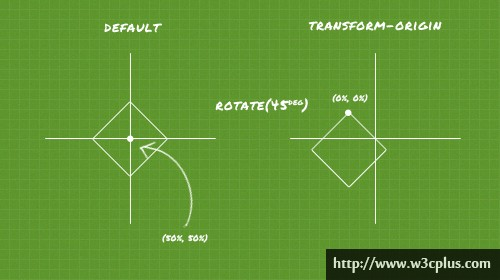 DEFAULT
TRANSFORM-ORIGIN
ROTATE(45DEG)
(0%, 0%)
(50%, 50%)
http://www.w3cplus.com